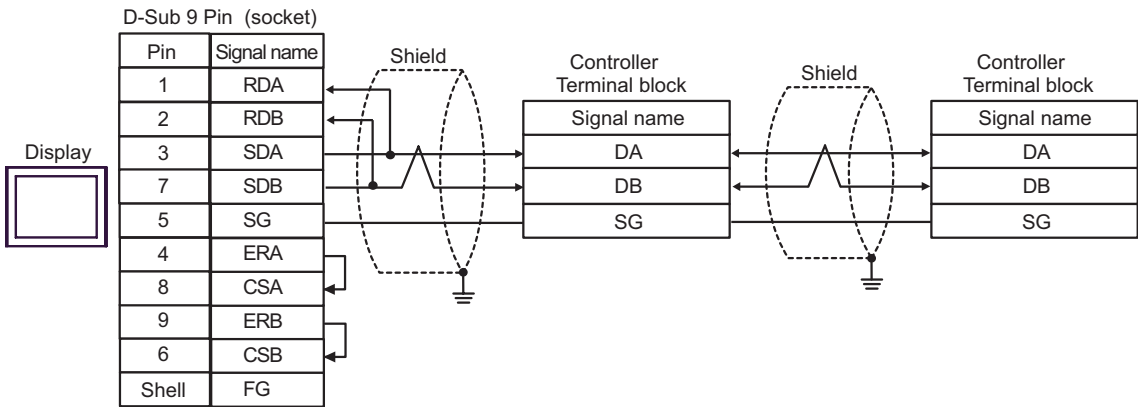 D-Sub 9 Pin (socket)
Pin Signal name
1 RDA
2 RDB
3 SDA
7 SDB
5 SG
4 ERA
8 CSA
9 ERB
6 CSB
Shell FG
Display
Shield
Controller
Terminal block
Signal name
DA
DB
SG
Shield
Controller
Terminal block
Signal name
DA
DB
SG